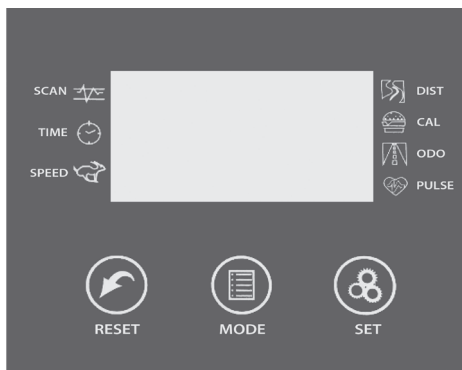 SCAN
TIME
SPEED
DIST
CAL
ODO
PULSE
RESET
MODE
SET